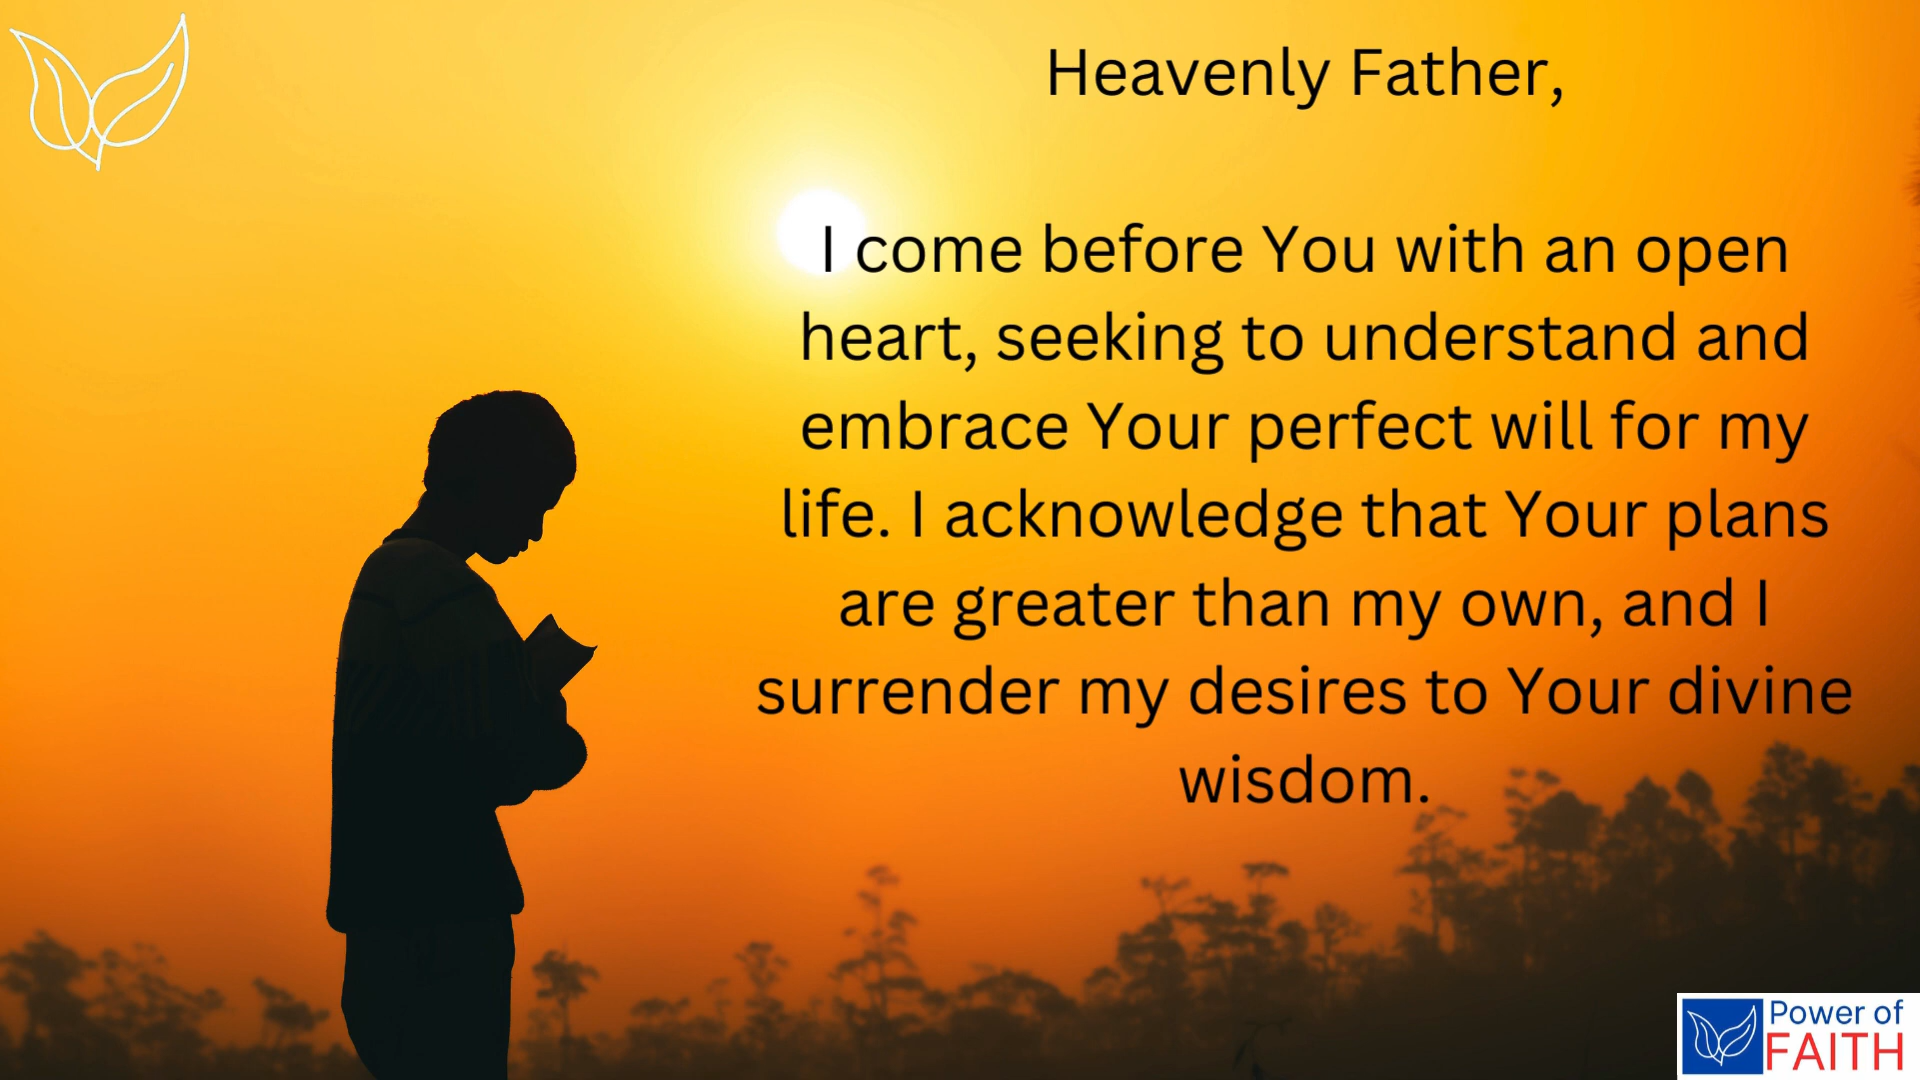 Heavenly Father,
I come before You with an open
heart, seeking to understand and
embrace Your perfect will for my
life. I acknowledge that Your plans
are greater than my own, and I
surrender my desires to Your divine
wisdom.
Power of
FAITH